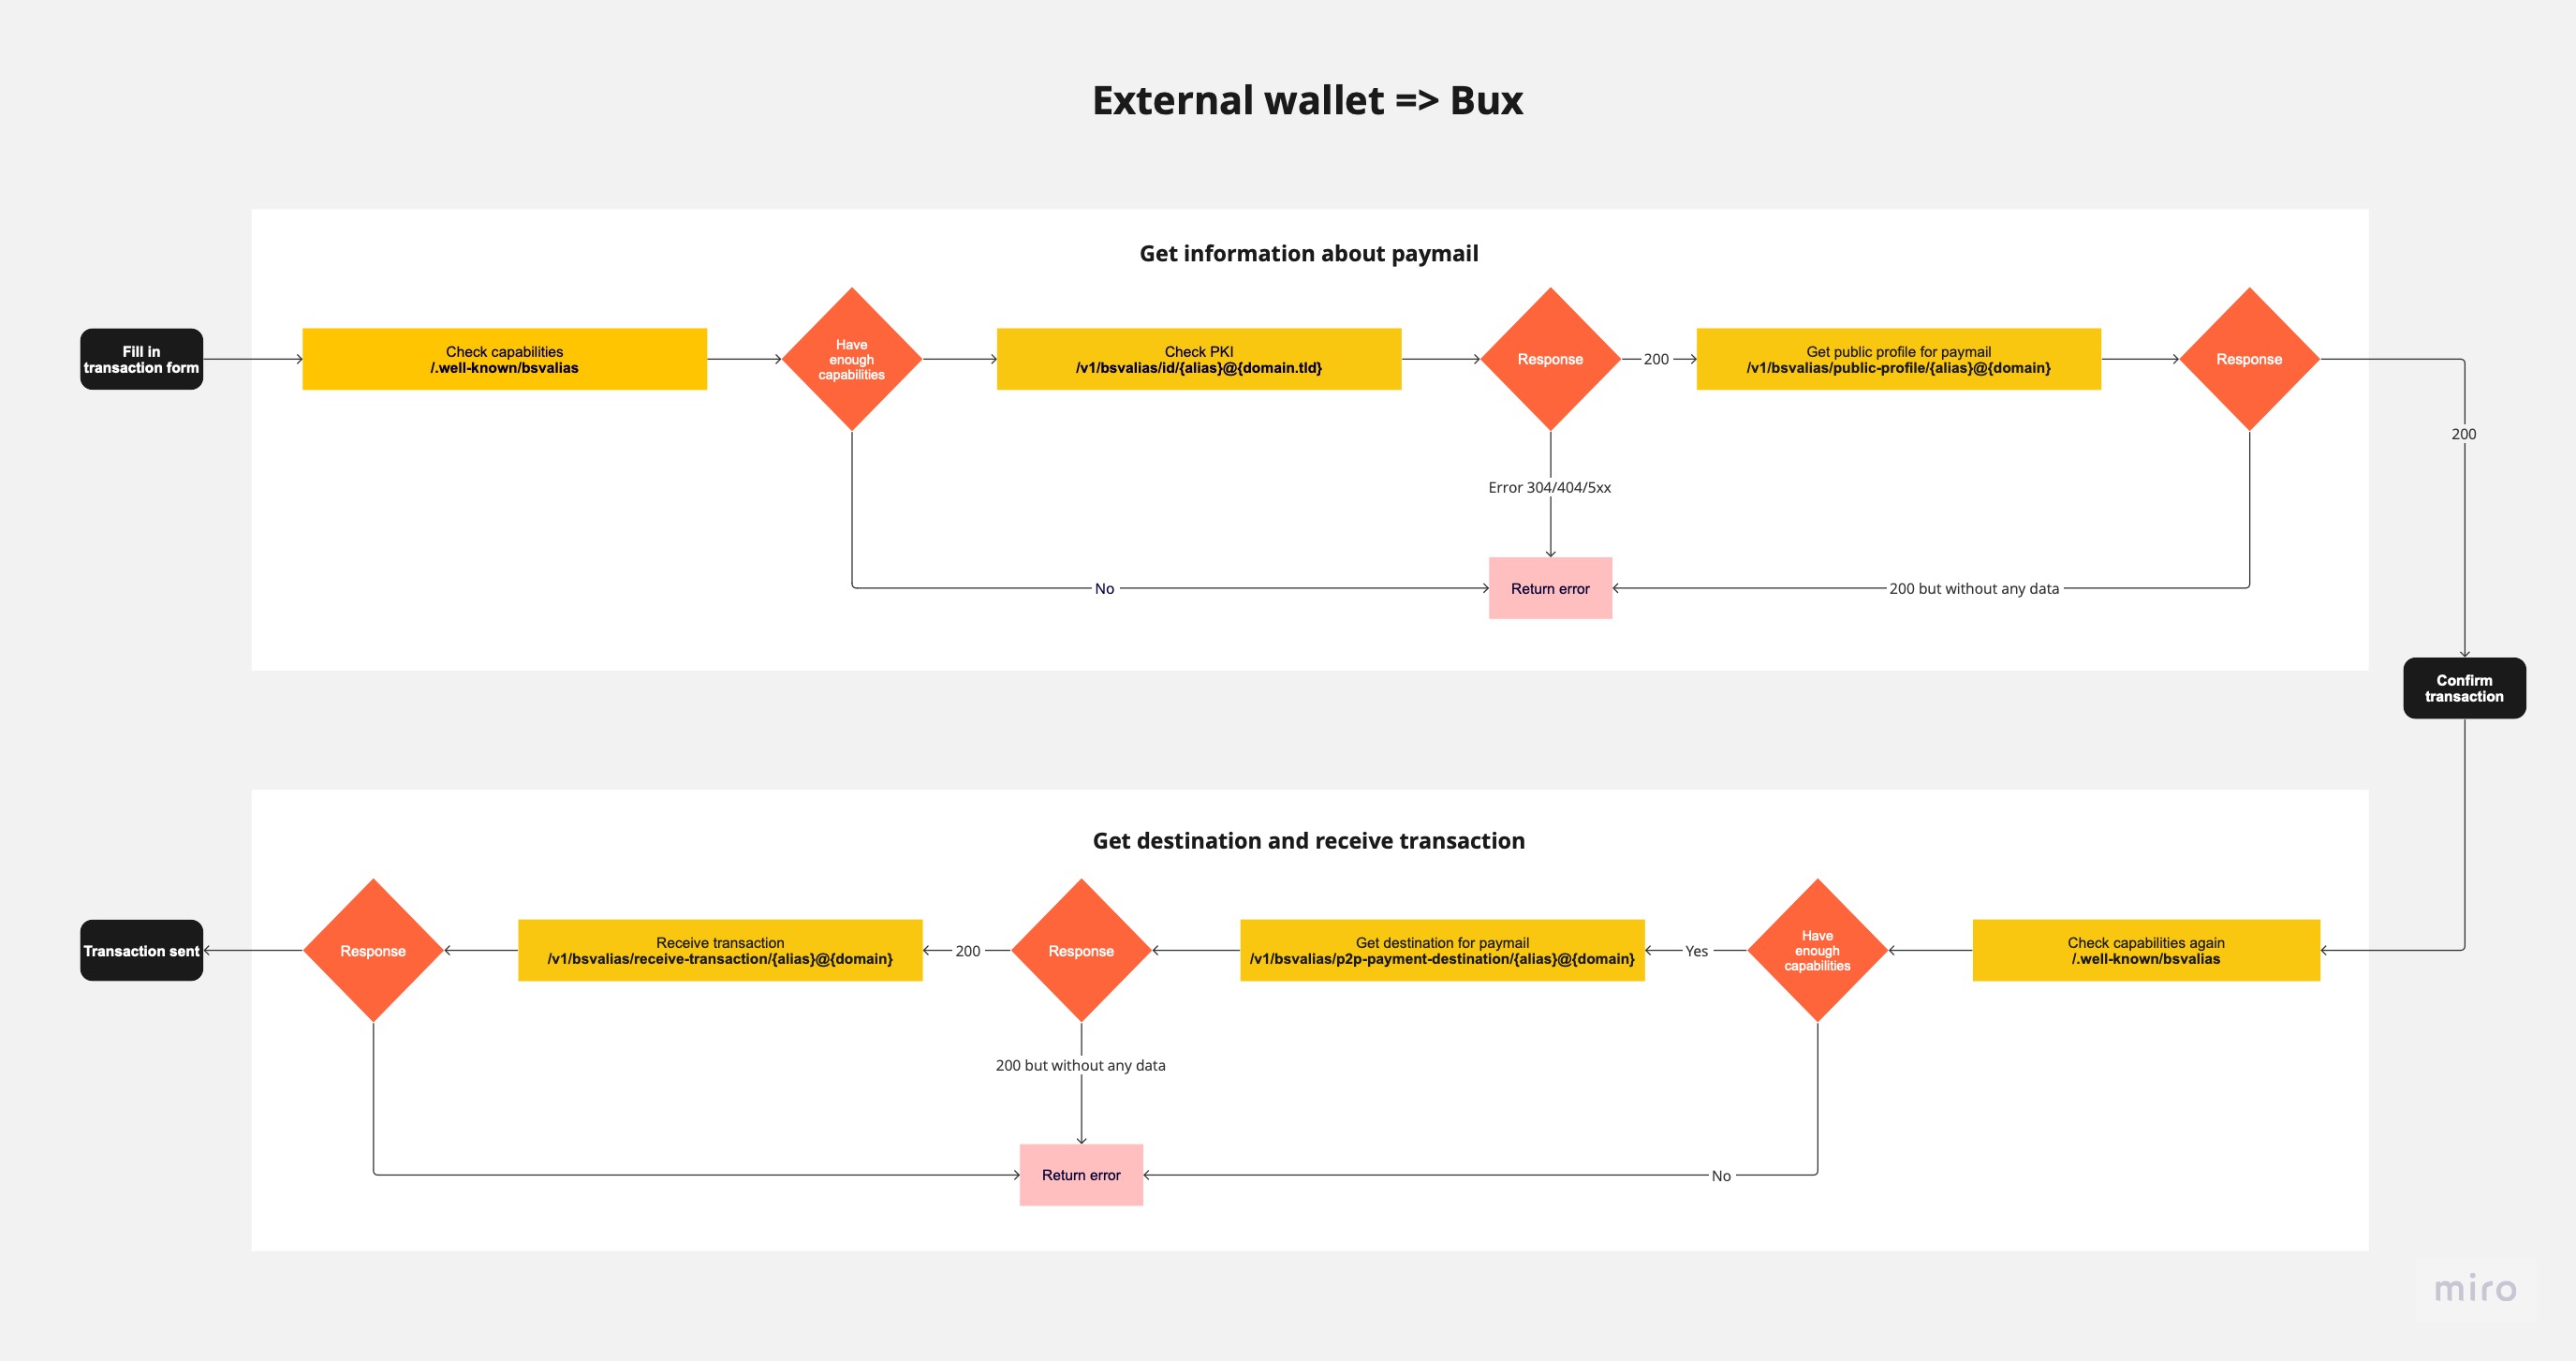 External wallet => Bux
Get information about paymail
Fill in
transaction form
Check capabilities
/.well-known/bsvalias
Have
enough
capabilities
Check PKI
/v1/bsvalias/id/{alias}@{domain.tld}
Response
200
Get public profile for paymail
/v1/bsvalias/public-profile/{alias}@{domain}
Response
200
Error 304/404/5xx
No
Return error
200 but without any data
Confirm
transaction
Get destination and receive transaction
Transaction sent
Response
Receive transaction
/v1/bsvalias/receive-transaction/{alias}@{domain}
200
Response
Get destination for paymail
/v1/bsvalias/p2p-payment-destination/{alias}@{domain}
Yes
Have
enough
capabilities
Check capabilities again
/.well-known/bsvalias
200 but without any data
Return error
No
miro